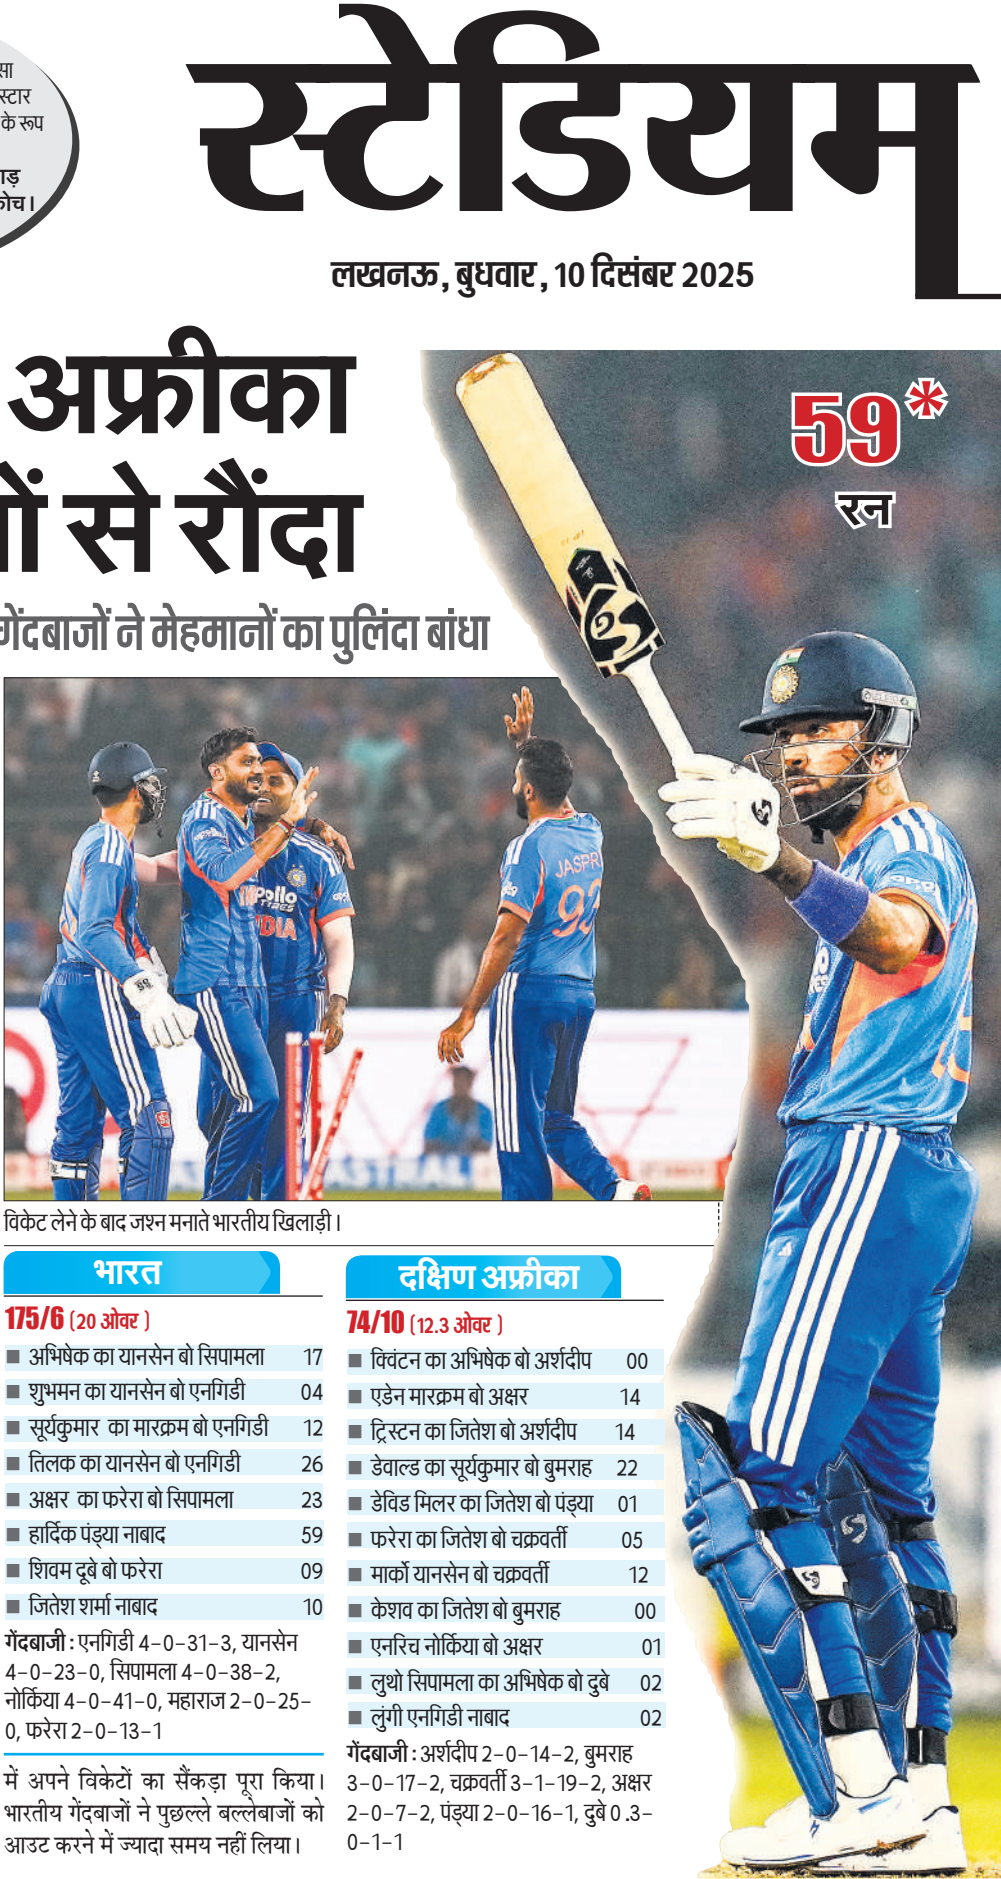 सा
स्टार
के रूप
ाड़
कोच।
स्टेडियम
लखनऊ, बुधवार, 10 दिसंबर 2025
अफ्रीका
ों से रौंदा
गेंदबाजों ने मेहमानों का पुलिंदा बांधा
59*
रन
JASPRI
93
apollo
TYRES
DIA
oppo
ASTRAL
विकेट लेने के बाद जश्न मनाते भारतीय खिलाड़ी।
भारत
175/6 (20 ओवर )
■ अभिषेक का यानसेन बो सिपामला 17
■ शुभमन का यानसेन बो एनगिडी 04
■ सूर्यकुमार का मारक्रम बो एनगिडी 12
■ तिलक का यानसेन बो एनगिडी 26
■ अक्षर का फरेरा बो सिपामला 23
■ हार्दिक पंड्या नाबाद 59
■ शिवम दूबे बो फरेरा 09
■ जितेश शर्मा नाबाद 10
गेंदबाजी : एनगिडी 4-0-31-3, यानसेन
4-0-23-0, सिपामला 4-0-38-2,
नोर्किया 4-0-41-0, महाराज 2-0-25-
0, फरेरा 2-0-13-1
में अपने विकेटों का सैंकड़ा पूरा किया।
भारतीय गेंदबाजों ने पुछल्ले बल्लेबाजों को
आउट करने में ज्यादा समय नहीं लिया।
दक्षिण अफ्रीका
74/10 (12.3 ओवर )
■ क्विंटन का अभिषेक बो अर्शदीप 00
■ एडेन मारक्रम बो अक्षर 14
■ ट्रिस्टन का जितेश बो अर्शदीप 14
■ डेवाल्ड का सूर्यकुमार बो बुमराह 22
■ डेविड मिलर का जितेश बो पंड्या 01
■ फरेरा का जितेश बो चक्रवर्ती 05
■ मार्को यानसेन बो चक्रवर्ती 12
■ केशव का जितेश बो बुमराह 00
■ एनरिच नोर्किया बो अक्षर 01
■ लुथो सिपामला का अभिषेक बो दुबे 02
■ लुंगी एनगिडी नाबाद 02
गेंदबाजी : अर्शदीप 2-0-14-2, बुमराह
3-0-17-2, चक्रवर्ती 3-1-19-2, अक्षर
2-0-7-2, पंड्या 2-0-16-1, दुबे 0.3-
0-1-1